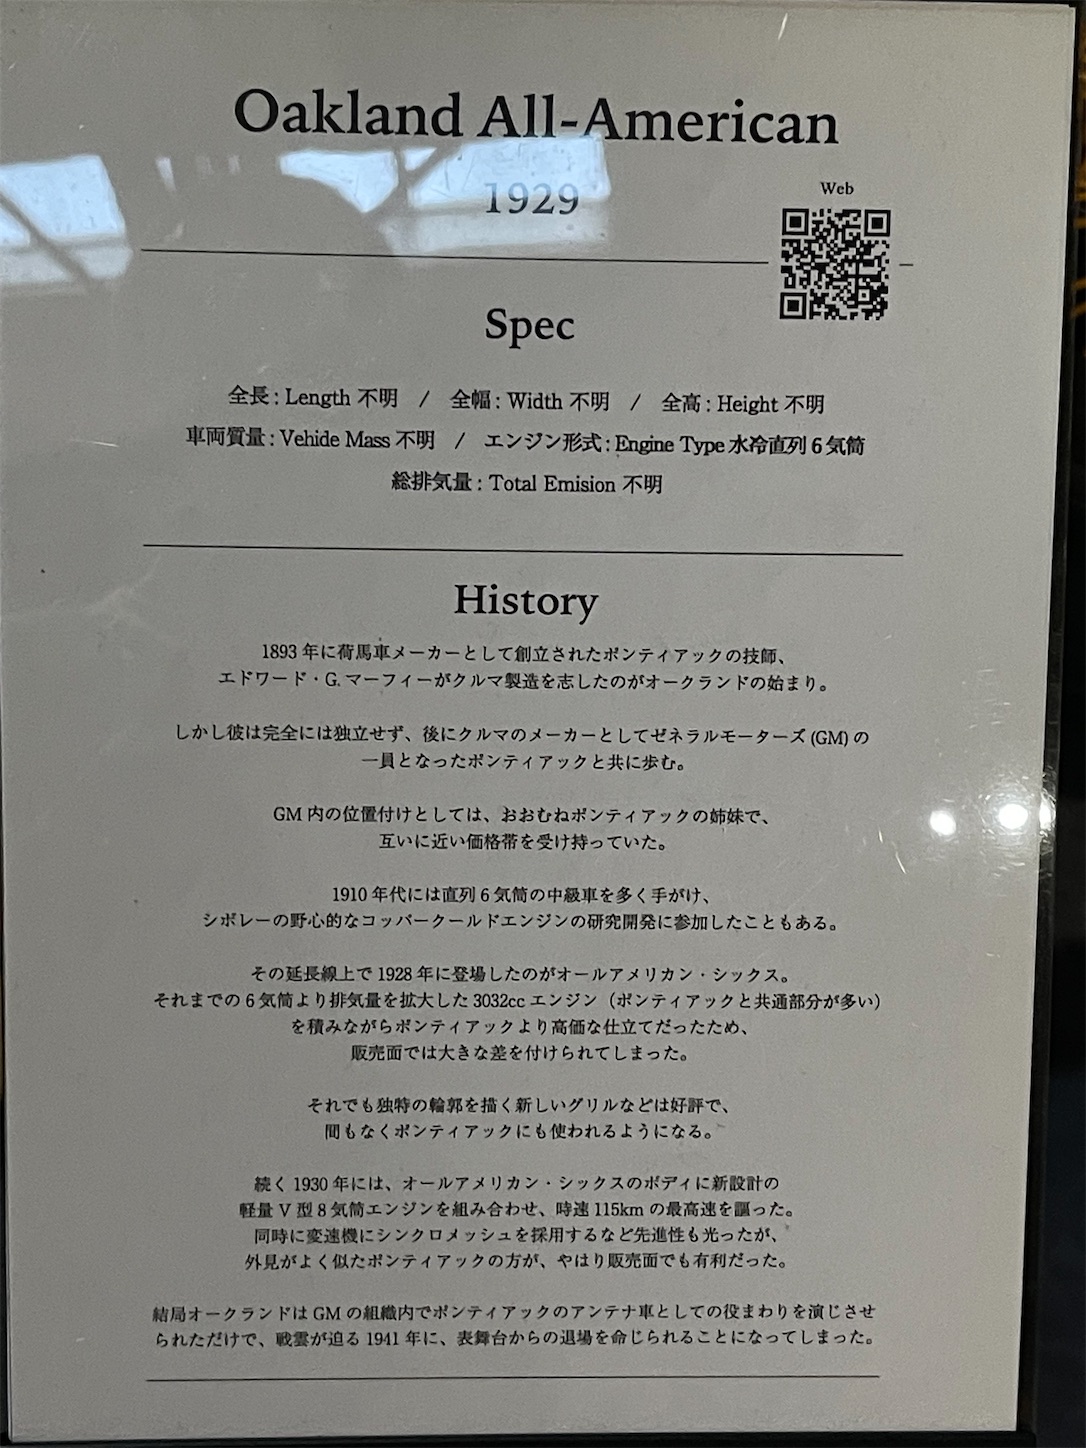 Oakland All-American
1929
Web
Spec
全長 : Length 不明 / 全幅 : Width 不明 / 全高 : Height 不明
車両質量 : Vehide Mass 不明 / エンジン形式 : Engine Type 水冷直列 6 気筒
総排気量 : Total Emision 不明
History
1893 年に荷馬車メーカーとして創立されたポンティアックの技師、
エドワード・G. マーフィーがクルマ製造を志したのがオークランドの始まり。
しかし彼は完全には独立せず、後にクルマのメーカーとしてゼネラルモーターズ (GM) の
一員となったポンティアックと共に歩む。
GM 内の位置付けとしては、おおむねポンティアックの姉妹で、
互いに近い価格帯を受け持っていた。
1910 年代には直列 6 気筒の中級車を多く手がけ、
シボレーの野心的なコッパークールドエンジンの研究開発に参加したこともある。
その延長線上で 1928 年に登場したのがオールアメリカン・シックス。
それまでの 6 気筒より排気量を拡大した 3032cc エンジン（ポンティアックと共通部分が多い）
を積みながらポンティアックより高価な仕立てだったため、
販売面では大きな差を付けられてしまった。
それでも独特の輪郭を描く新しいグリルなどは好評で、
間もなくポンティアックにも使われるようになる。
続く 1930 年には、オールアメリカン・シックスのボディに新設計の
軽量 V 型 8 気筒エンジンを組み合わせ、時速 115km の最高速を謳った。
同時に変速機にシンクロメッシュを採用するなど先進性も光ったが、
外見がよく似たポンティアックの方が、やはり販売面でも有利だった。
結局オークランドは GM の組織内でポンティアックのアンテナ車としての役まわりを演じさせ
られただけで、戦雲が迫る 1941 年に、表舞台からの退場を命じられることになってしまった。